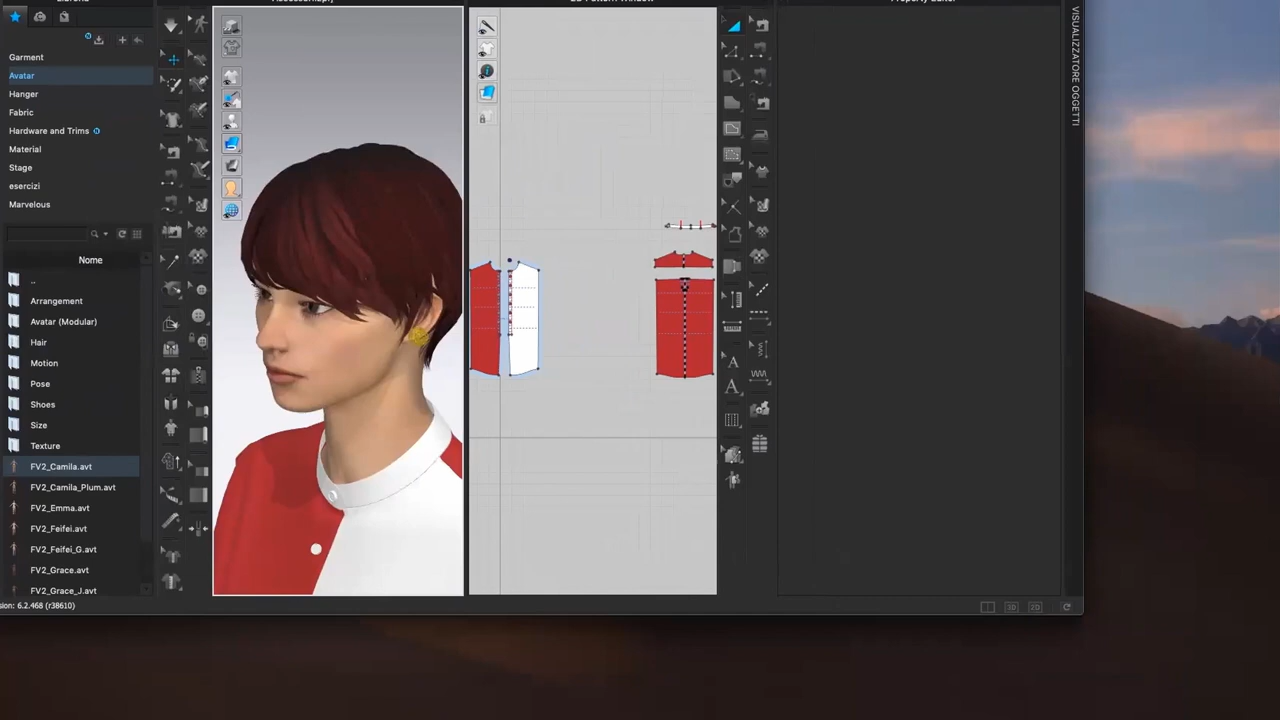 Garment
Avatar
Hanger
Fabric
Hardware and Trims
Material
Stage
esercizi
Marvelous
Nome
..
Arrangement
Avatar (Modular)
Hair
Motion
Pose
Shoes
Size
Texture
FV2_Camila.avt
FV2_Camila_Plum.avt
FV2_Emma.avt
FV2_Feifei.avt
FV2_Feifei_G.avt
FV2_Grace.avt
FV2_Grace_J.avt
sion: 6.2.468 (r38610)
VISUALIZZATORE OGGETTI
3D
2D